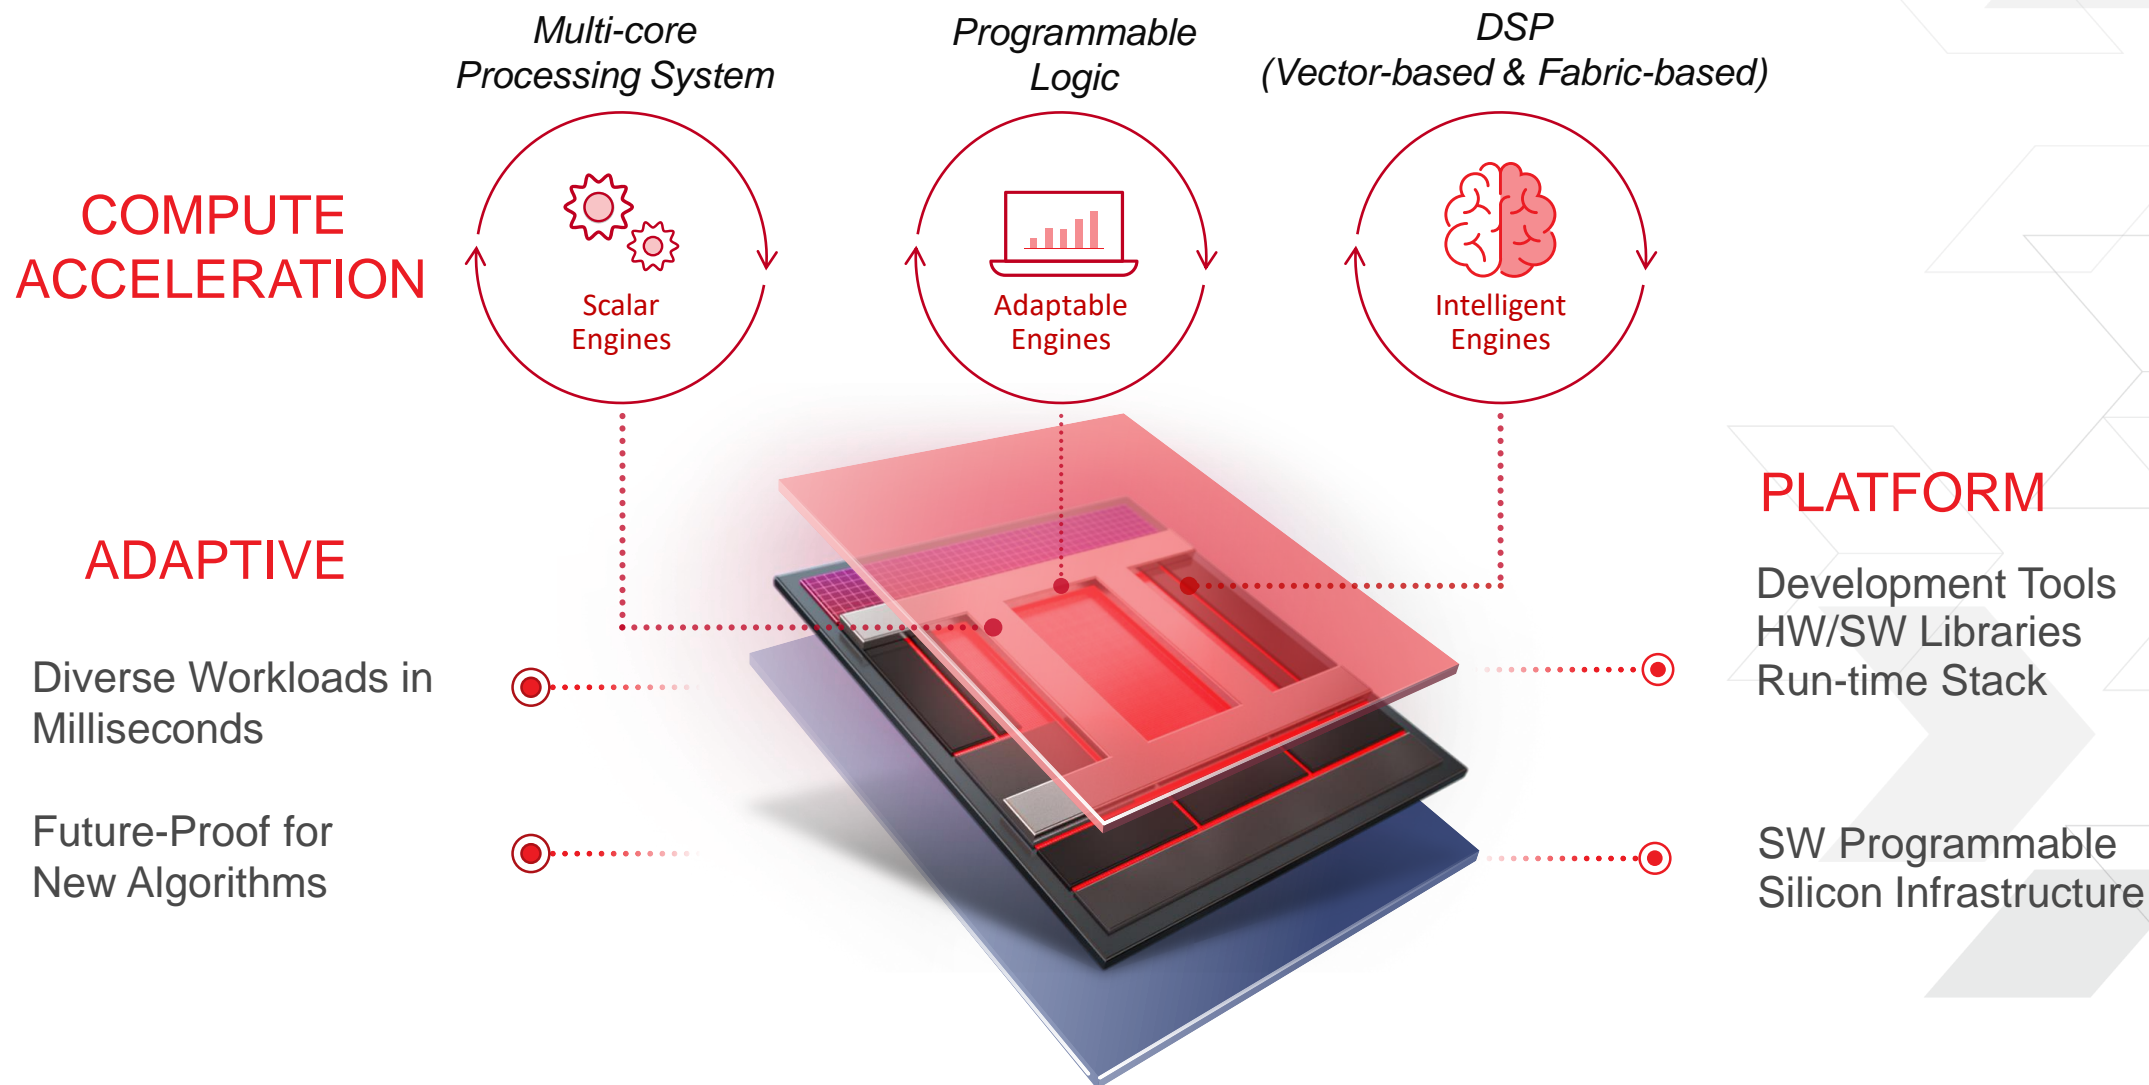 Multi-core
Processing System
Programmable
Logic
DSP
(Vector-based & Fabric-based)
COMPUTE
ACCELERATION
Scalar
Engines
Adaptable
Engines
Intelligent
Engines
ADAPTIVE
Diverse Workloads in
Milliseconds
Future-Proof for
New Algorithms
PLATFORM
Development Tools
HW/SW Libraries
Run-time Stack
SW Programmable
Silicon Infrastructure